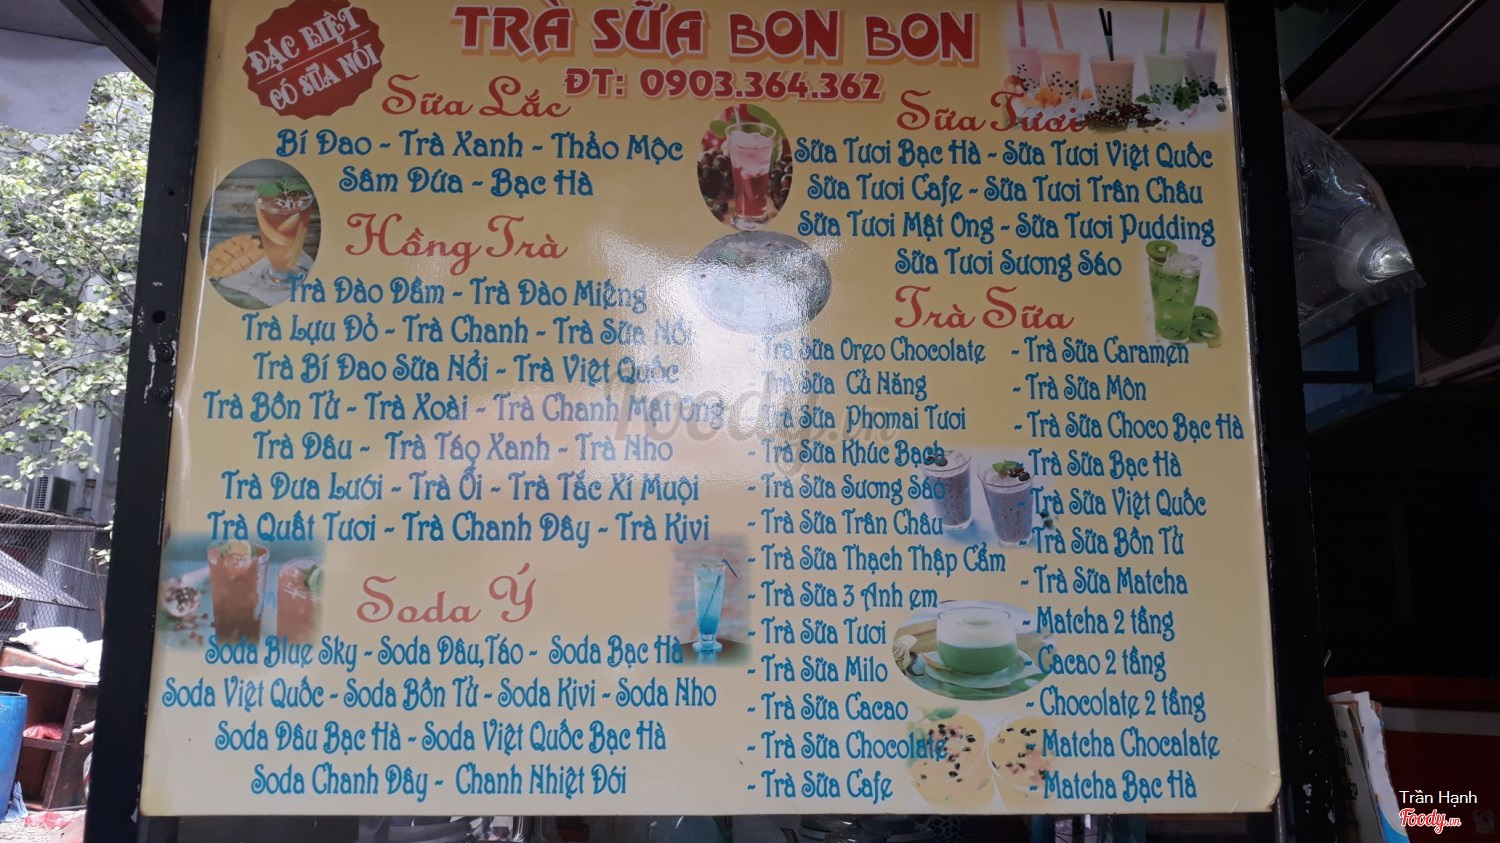 ĐẶC BIỆT
CÓ SỮA NỔI
TRÀ SỮA BON BON
ĐT: 0903.364.362
Sữa Lắc
Bí Đao - Trà Xanh - Thảo Mộc
Sâm Dứa - Bạc Hà
Hồng Trà
Trà Đào Dầm - Trà Đào Miếng
Trà Lựu Đỏ - Trà Chanh - Trà Sữa Nổi
Trà Bí Đao Sữa Nổi - Trà Việt Quốc
Trà Bồn Tử - Trà Xoài - Trà Chanh Mật Ong
Trà Dâu - Trà Táo Xanh - Trà Nho
Trà Dưa Lưới - Trà Ổi - Trà Tắc Xí Muội
Trà Quất Tươi - Trà Chanh Dây - Trà Kivi
Soda Ý
Soda Blue Sky - Soda Dâu,Táo - Soda Bạc Hà
Soda Việt Quốc - Soda Bồn Tử - Soda Kivi - Soda Nho
Soda Dâu Bạc Hà - Soda Việt Quốc Bạc Hà
Soda Chanh Dây - Chanh Nhiệt Đới
Sữa Tươi
Sữa Tươi Bạc Hà - Sữa Tươi Việt Quốc
Sữa Tươi Cafe - Sữa Tươi Trân Châu
Sữa Tươi Mật Ong - Sữa Tươi Pudding
Sữa Tươi Sương Sáo
Trà Sữa
- Trà Sữa Oreo Chocolate
- Trà Sữa Củ Năng
- Trà Sữa Phomai Tươi
- Trà Sữa Khúc Bạch
- Trà Sữa Sương Sáo
- Trà Sữa Trân Châu
- Trà Sữa Thạch Thập Cẩm
- Trà Sữa 3 Anh em
- Trà Sữa Tươi
- Trà Sữa Milo
- Trà Sữa Cacao
- Trà Sữa Chocolate
- Trà Sữa Cafe
- Trà Sữa Caramen
- Trà Sữa Môn
- Trà Sữa Choco Bạc Hà
- Trà Sữa Bạc Hà
- Trà Sữa Việt Quốc
- Trà Sữa Bồn Tử
- Trà Sữa Matcha
- Matcha 2 tầng
- Cacao 2 tầng
- Chocolate 2 tầng
- Matcha Chocalate
- Matcha Bạc Hà
foody.vn
Trần Hạnh
Foody.vn